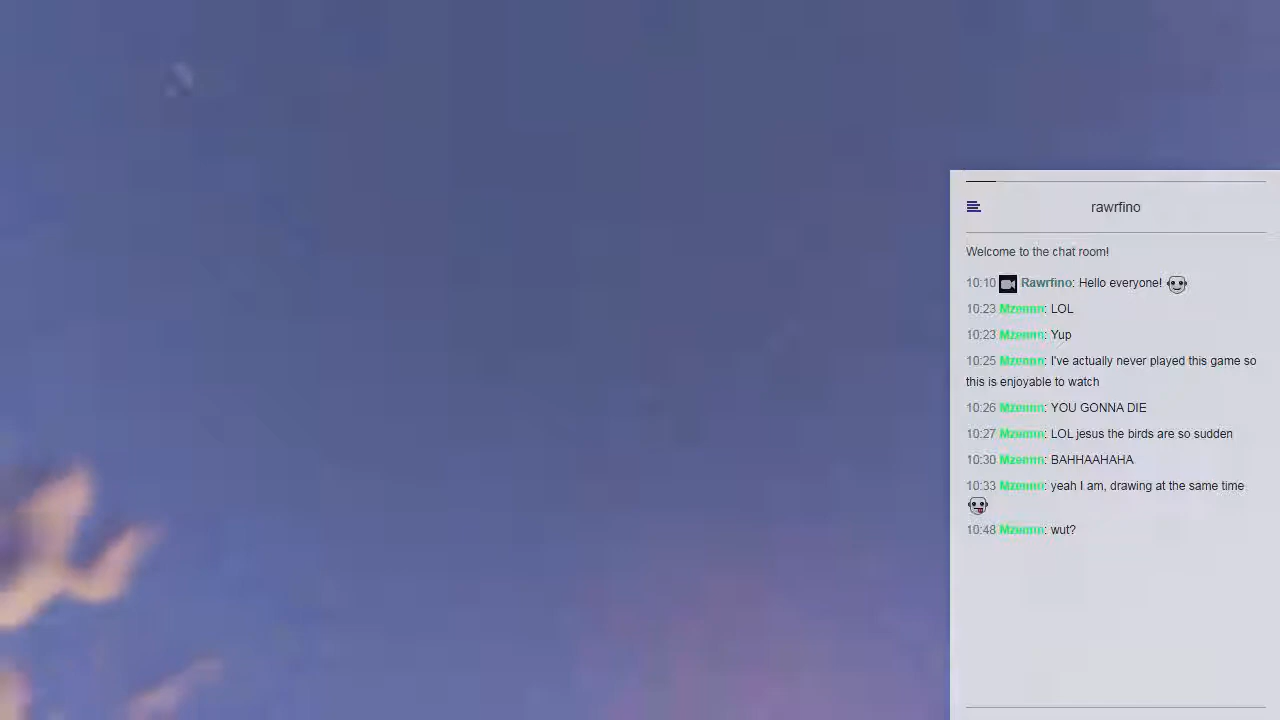 rawrfino
Welcome to the chat room!
10:10 Rawrfino: Hello everyone!
10:23 Mzennn: LOL
10:23 Mzennn: Yup
10:25 Mzennn: I've actually never played this game so
this is enjoyable to watch
10:26 Mzennn: YOU GONNA DIE
10:27 Mzennn: LOL jesus the birds are so sudden
10:30 Mzennn: BAHHAAHAHA
10:33 Mzennn: yeah I am, drawing at the same time
10:48 Mzennn: wut?